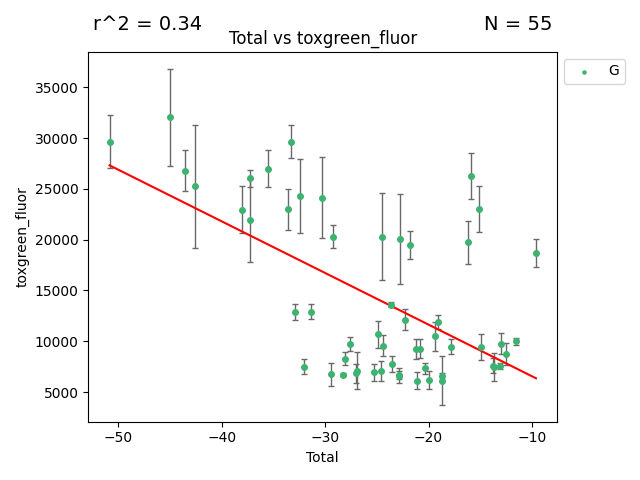 r^2 = 0.34
N = 55
Total vs toxgreen_fluor
G
35000
30000
25000
20000
15000
10000
5000
toxgreen_fluor
−50
−40
−30
−20
−10
Total